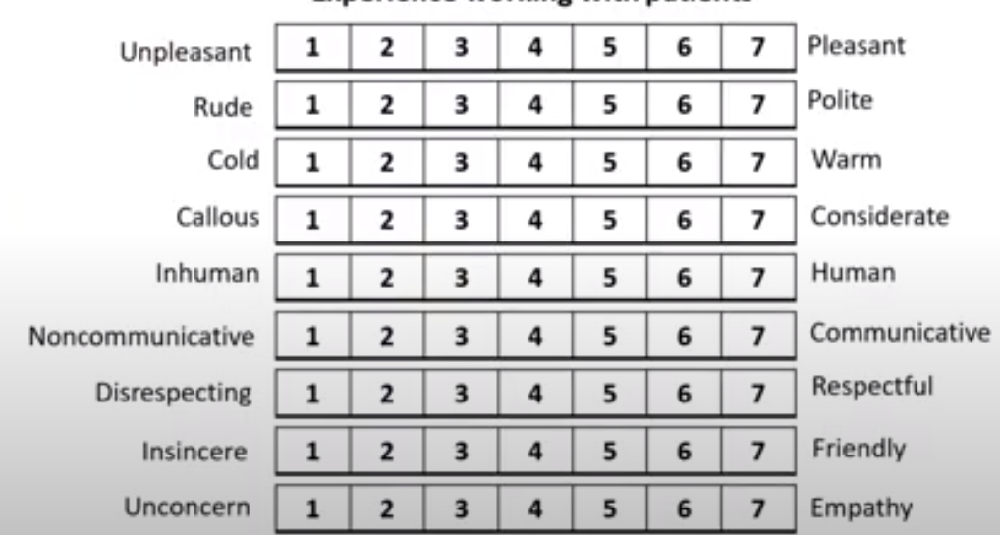 Experience working with patients
Unpleasant 1 2 3 4 5 6 7 Pleasant
Rude 1 2 3 4 5 6 7 Polite
Cold 1 2 3 4 5 6 7 Warm
Callous 1 2 3 4 5 6 7 Considerate
Inhuman 1 2 3 4 5 6 7 Human
Noncommunicative 1 2 3 4 5 6 7 Communicative
Disrespecting 1 2 3 4 5 6 7 Respectful
Insincere 1 2 3 4 5 6 7 Friendly
Unconcern 1 2 3 4 5 6 7 Empathy